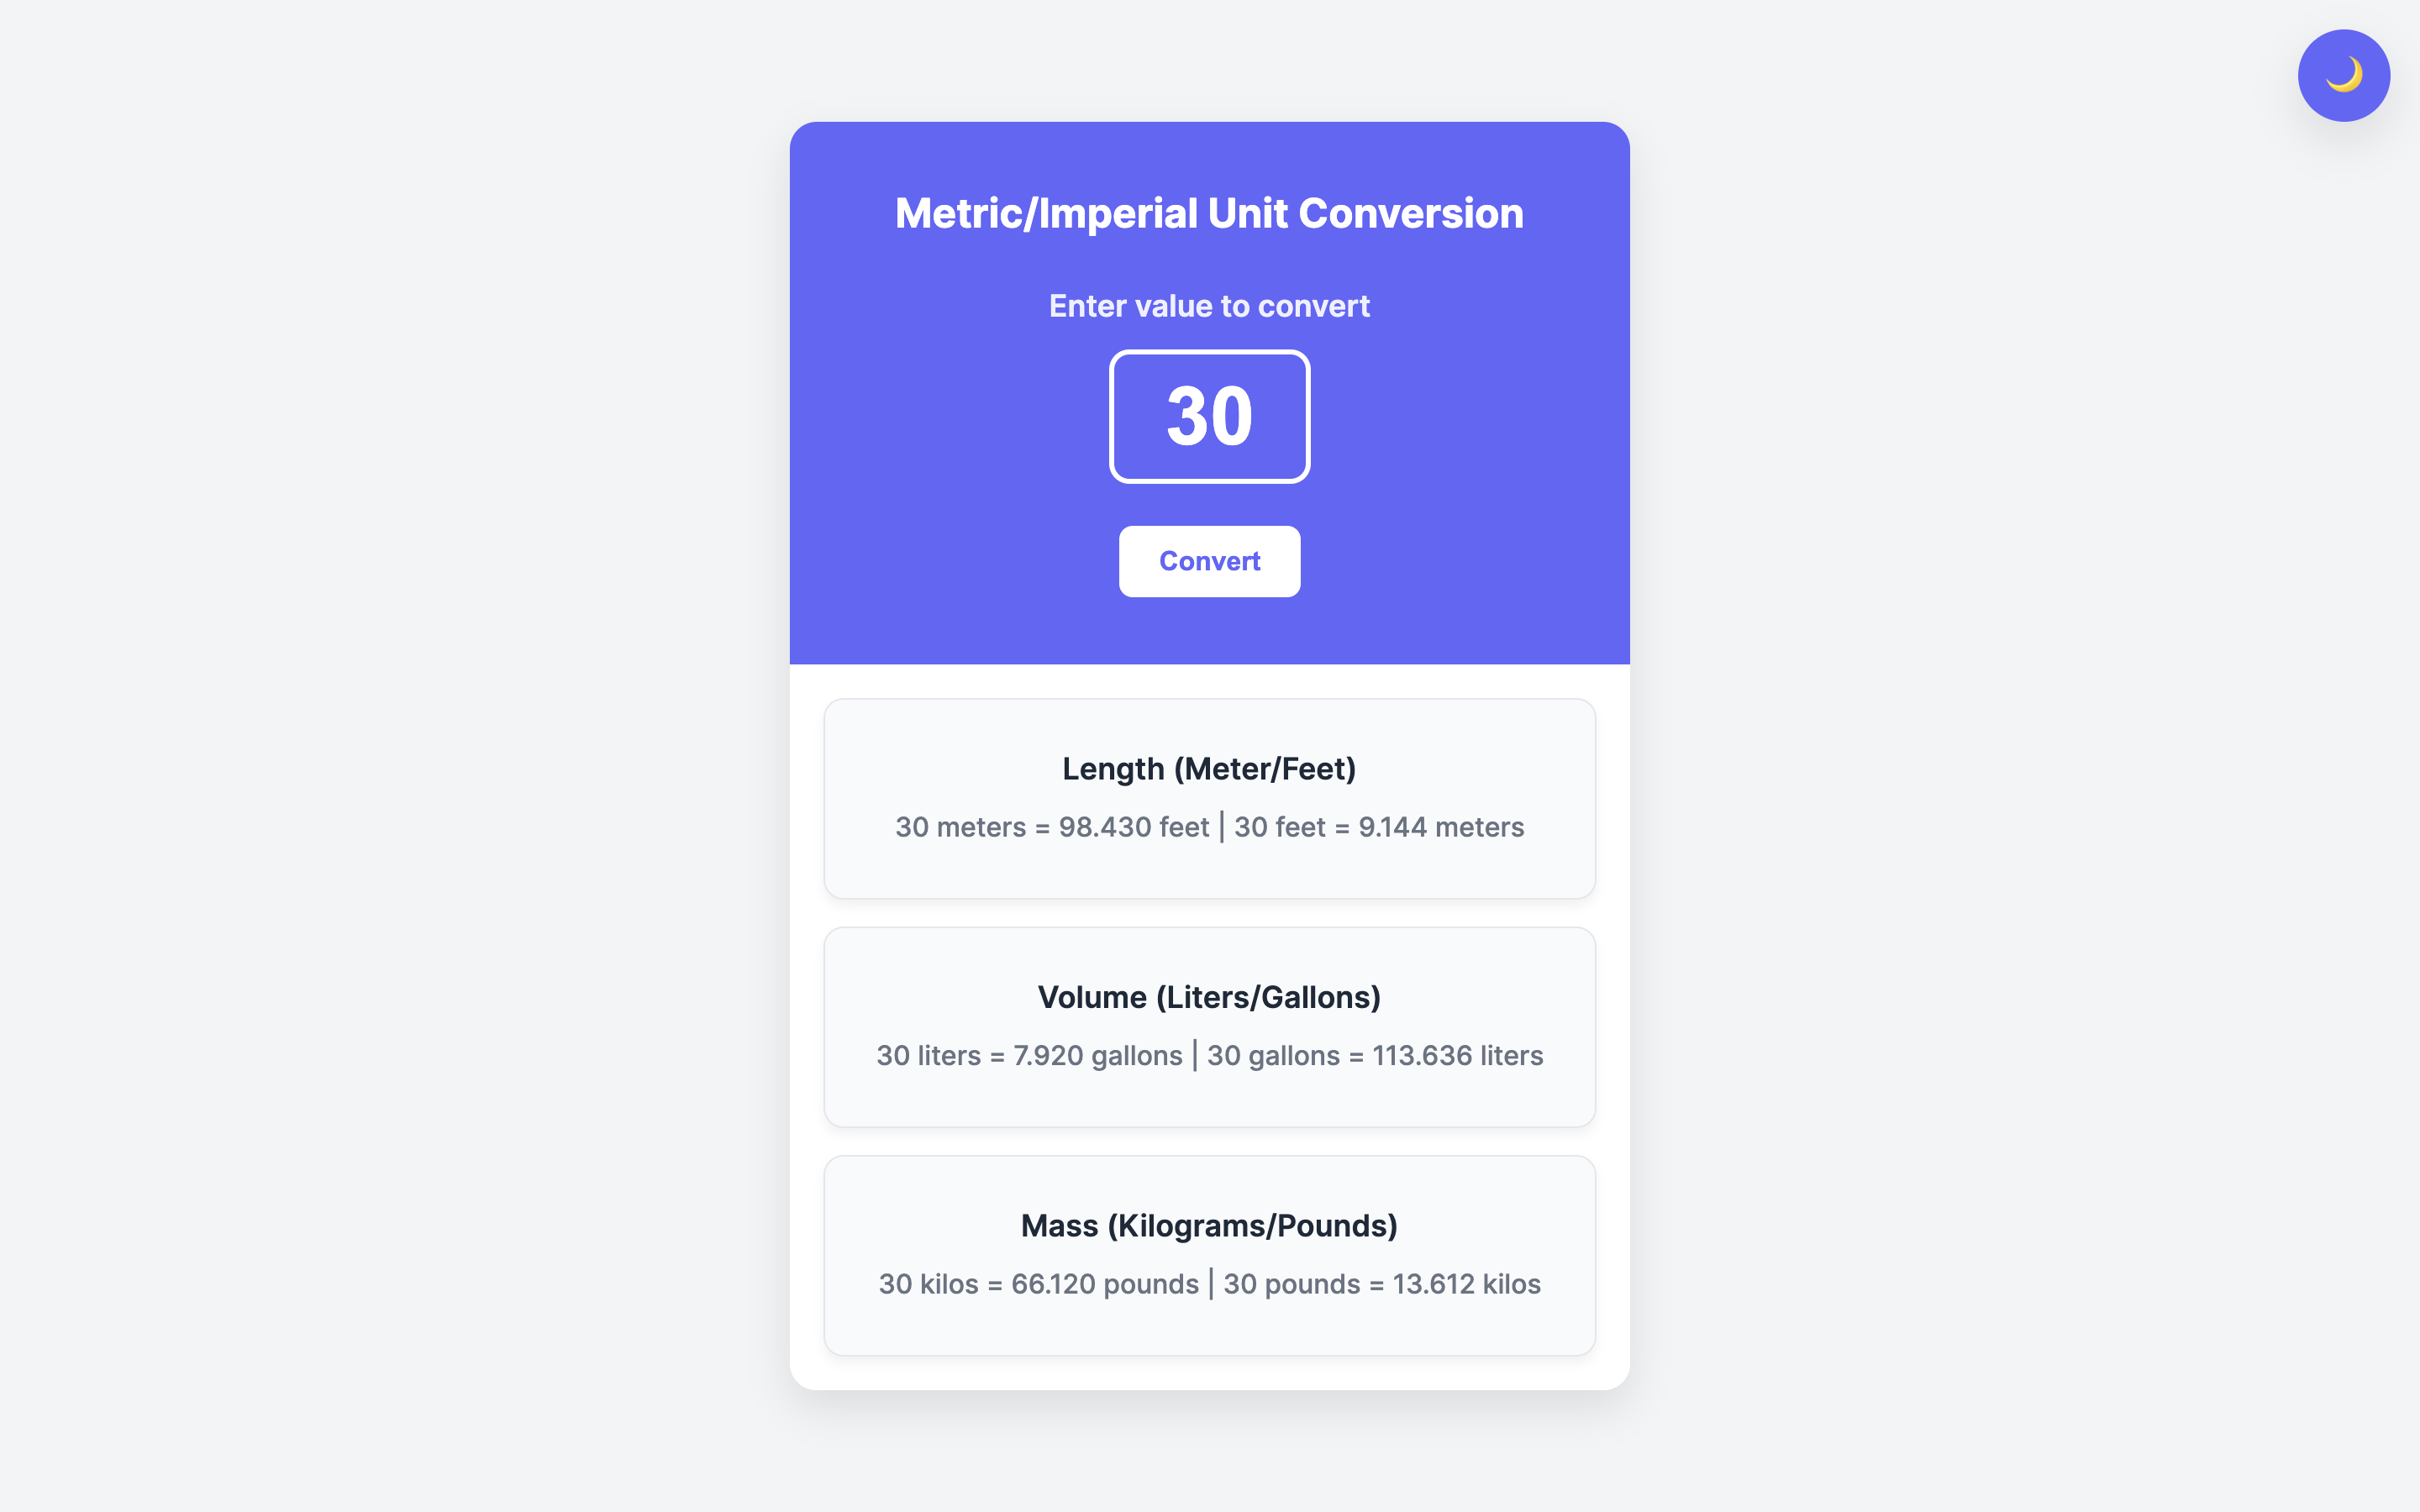 Metric/Imperial Unit Conversion
Enter value to convert
30
Convert
Length (Meter/Feet)
30 meters = 98.430 feet | 30 feet = 9.144 meters
Volume (Liters/Gallons)
30 liters = 7.920 gallons | 30 gallons = 113.636 liters
Mass (Kilograms/Pounds)
30 kilos = 66.120 pounds | 30 pounds = 13.612 kilos